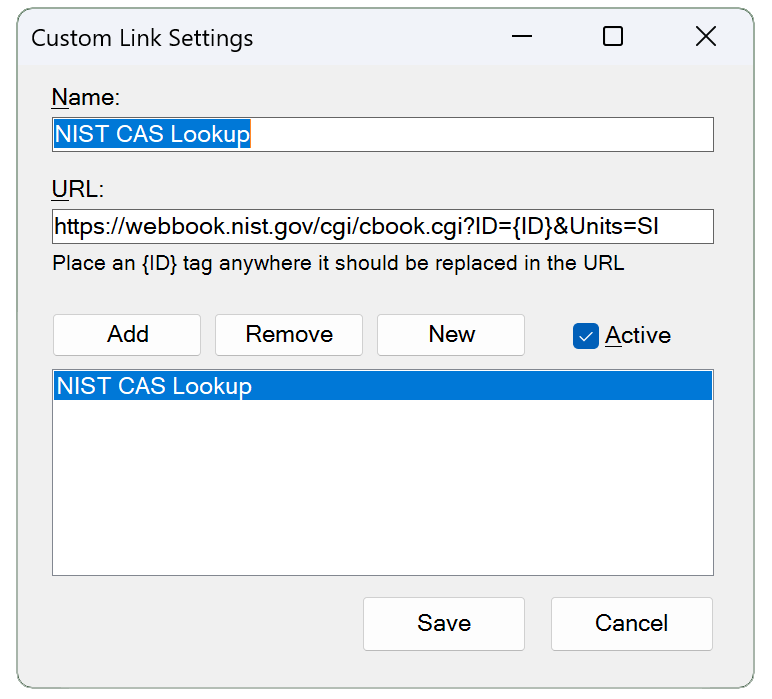 Custom Link Settings
Name:
NIST CAS Lookup
URL:
https://webbook.nist.gov/cgi/cbook.cgi?ID={ID}&Units=SI
Place an {ID} tag anywhere it should be replaced in the URL
Add Remove New Active
NIST CAS Lookup
Save Cancel